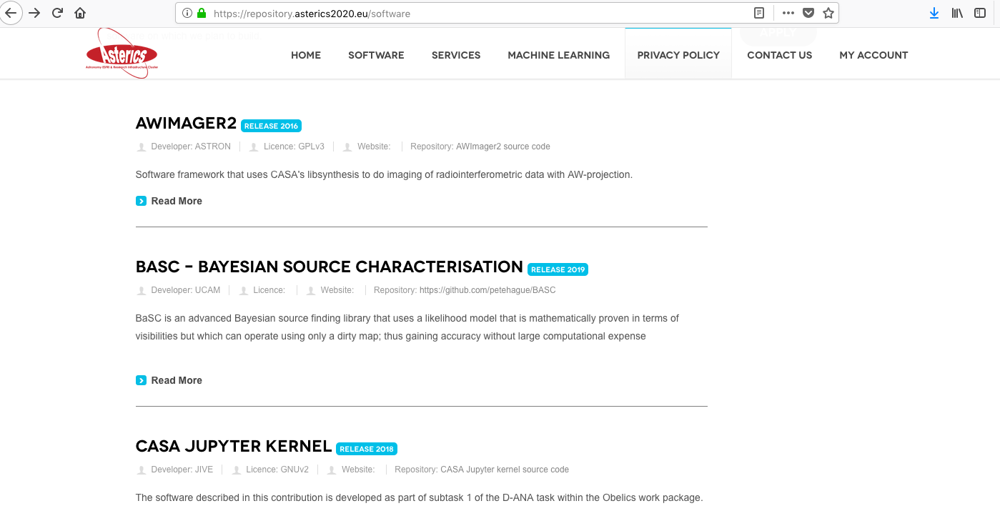 https://repository.asterics2020.eu/software
APPLY
Asterics
Astronomy ESFRI & Research Infrastructure Cluster
HOME SOFTWARE SERVICES MACHINE LEARNING PRIVACY POLICY CONTACT US MY ACCOUNT
AWIMAGER2 RELEASE 2016
Developer: ASTRON Licence: GPLv3 Website: Repository: AWImager2 source code
Software framework that uses CASA's libsynthesis to do imaging of radiointerferometric data with AW-projection.
Read More
BASC – BAYESIAN SOURCE CHARACTERISATION RELEASE 2019
Developer: UCAM Licence: Website: Repository: https://github.com/petehague/BASC
BaSC is an advanced Bayesian source finding library that uses a likelihood model that is mathematically proven in terms of
visibilities but which can operate using only a dirty map; thus gaining accuracy without large computational expense
Read More
CASA JUPYTER KERNEL RELEASE 2018
Developer: JIVE Licence: GNUv2 Website: Repository: CASA Jupyter kernel source code
The software described in this contribution is developed as part of subtask 1 of the D-ANA task within the Obelics work package.